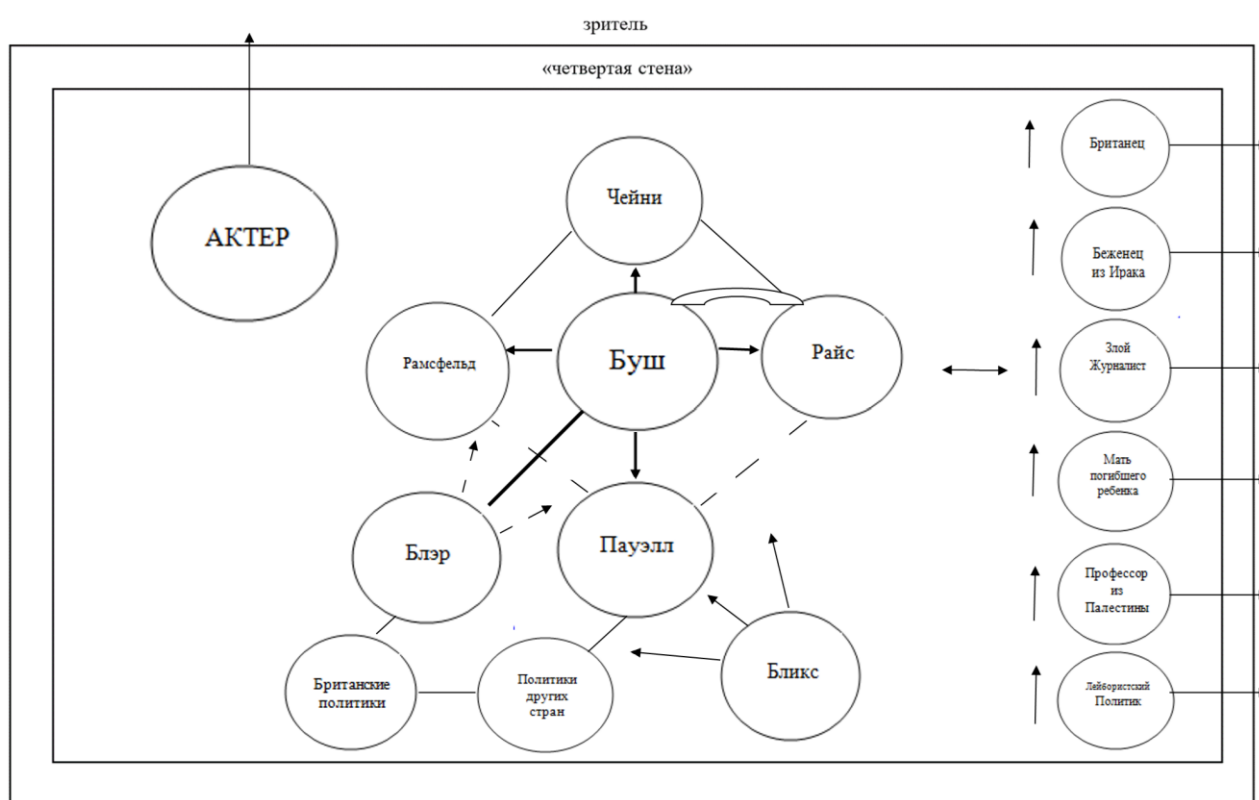 зритель
«четвертая стена»
АКТЕР
Чейни
Рамсфельд
Буш
Райс
Блэр
Пауэлл
Британские
политики
Политики
других
стран
Бликс
Британец
Беженец
из Ирака
Злой
Журналист
Мать
погибшего
ребенка
Профессор
из
Палестины
Лейбористский
Политик